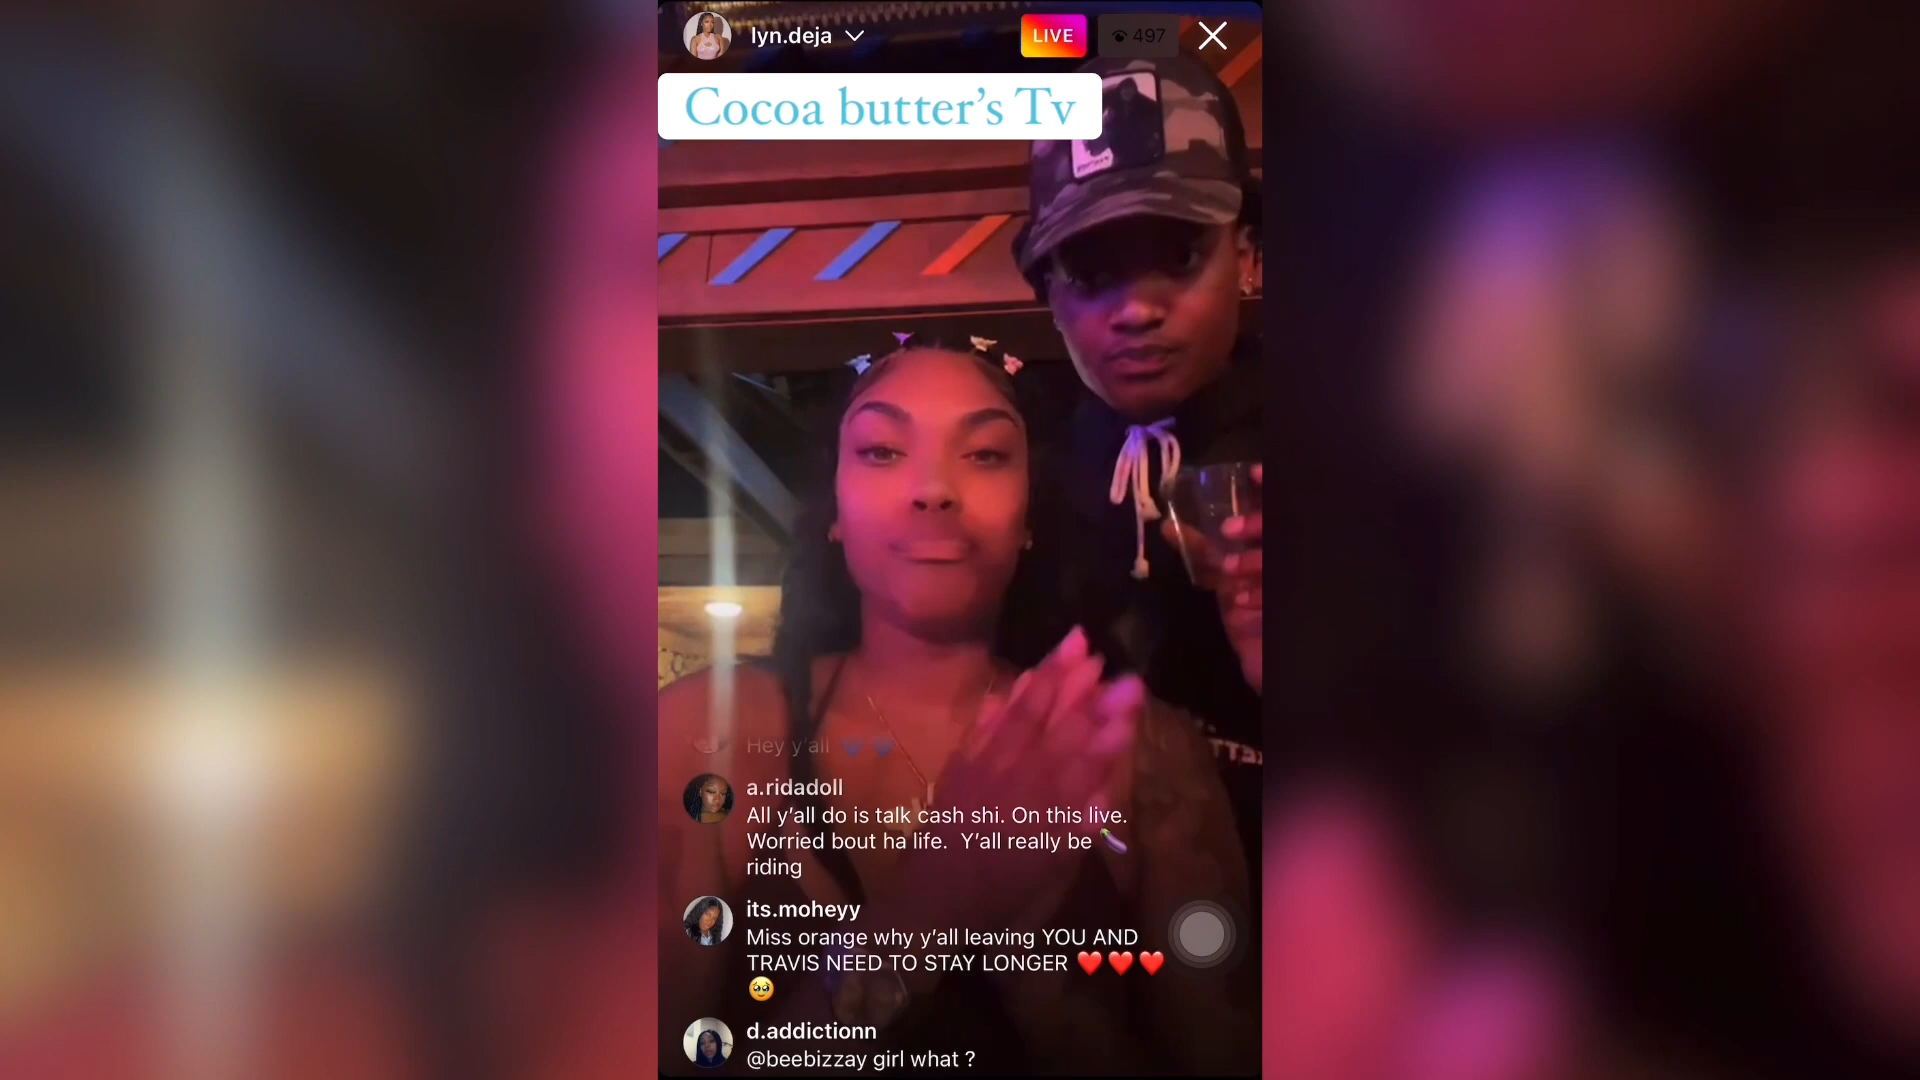 lyn.deja
LIVE
497
Cocoa butter’s Tv
Hey y’all 💙 💙
a.ridadoll
All y’all do is talk cash shi. On this live.
Worried bout ha life. Y’all really be 🍆
riding
its.moheyy
Miss orange why y’all leaving YOU AND
TRAVIS NEED TO STAY LONGER ❤️ ❤️ ❤️
🥹
d.addictionn
@beebizzay girl what ?